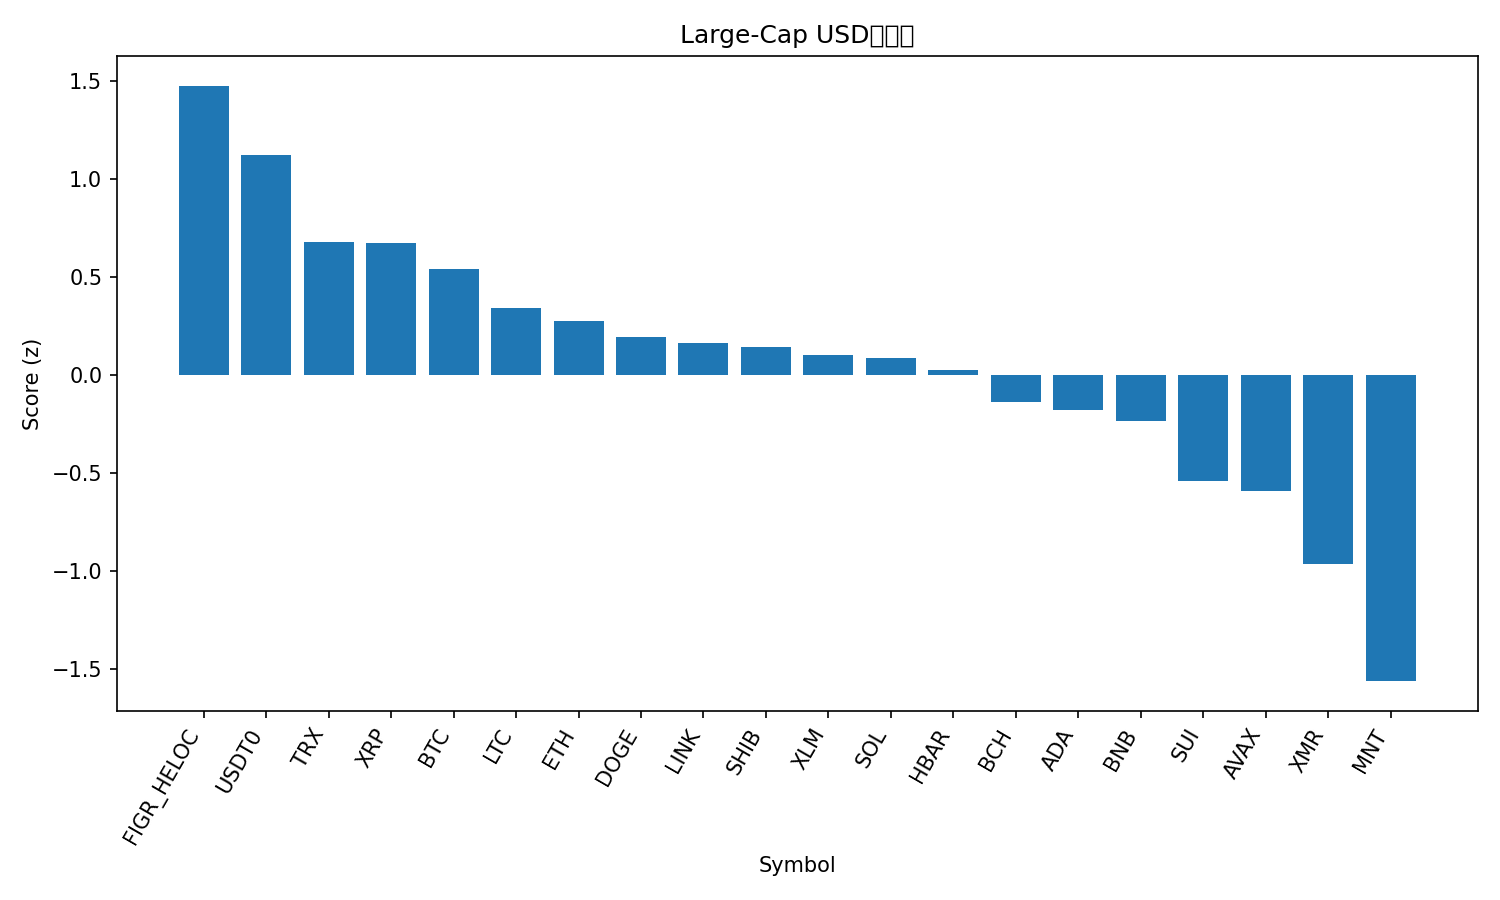 Large-Cap USD
1.5
1.0
0.5
0.0
−0.5
−1.0
−1.5
Score (z)
FIGR_HELOC
USDT0
TRX
XRP
BTC
LTC
ETH
DOGE
LINK
SHIB
XLM
SOL
HBAR
BCH
ADA
BNB
SUI
AVAX
XMR
MNT
Symbol